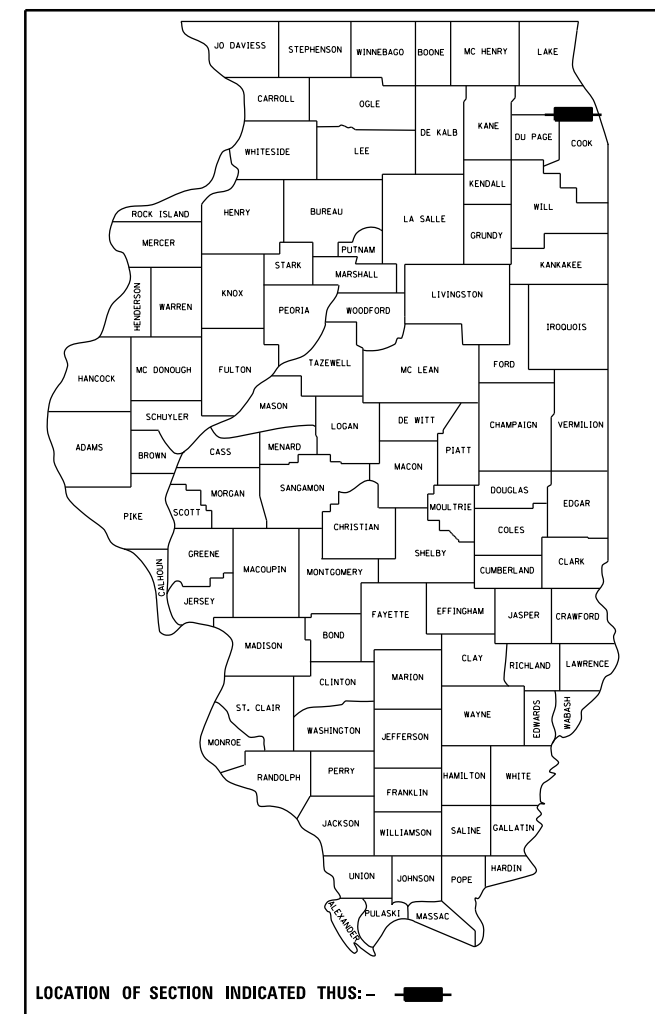 JO DAVIESS STEPHENSON WINNEBAGO BOONE MC HENRY LAKE
CARROLL OGLE DE KALB KANE DU PAGE COOK
WHITESIDE LEE
KENDALL
ROCK ISLAND HENRY BUREAU LA SALLE WILL
MERCER PUTNAM GRUNDY
STARK MARSHALL KANKAKEE
HENDERSON WARREN KNOX PEORIA WOODFORD LIVINGSTON IROQUOIS
HANCOCK MC DONOUGH FULTON TAZEWELL MC LEAN FORD
SCHUYLER MASON LOGAN DE WITT CHAMPAIGN VERMILION
ADAMS BROWN CASS MENARD MACON PIATT
PIKE SCOTT MORGAN SANGAMON MOULTRIE DOUGLAS EDGAR
CHRISTIAN COLES
CALHOUN GREENE MACOUPIN MONTGOMERY SHELBY CUMBERLAND CLARK
JERSEY
MADISON BOND FAYETTE EFFINGHAM JASPER CRAWFORD
CLINTON MARION CLAY RICHLAND LAWRENCE
ST. CLAIR WASHINGTON JEFFERSON WAYNE EDWARDS WABASH
MONROE
RANDOLPH PERRY FRANKLIN HAMILTON WHITE
JACKSON WILLIAMSON SALINE GALLATIN
UNION JOHNSON POPE HARDIN
ALEXANDER PULASKI MASSAC
LOCATION OF SECTION INDICATED THUS: –